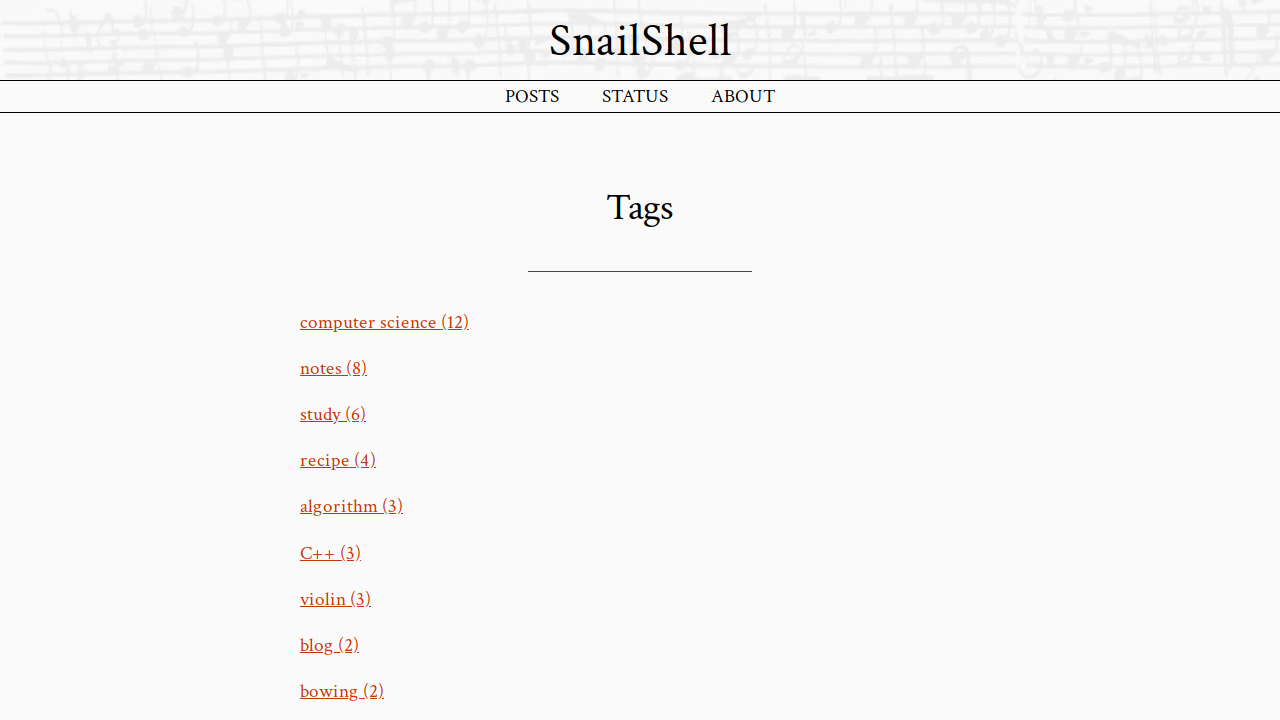 SnailShell
POSTS STATUS ABOUT
Tags
computer science (12)
notes (8)
study (6)
recipe (4)
algorithm (3)
C++ (3)
violin (3)
blog (2)
bowing (2)